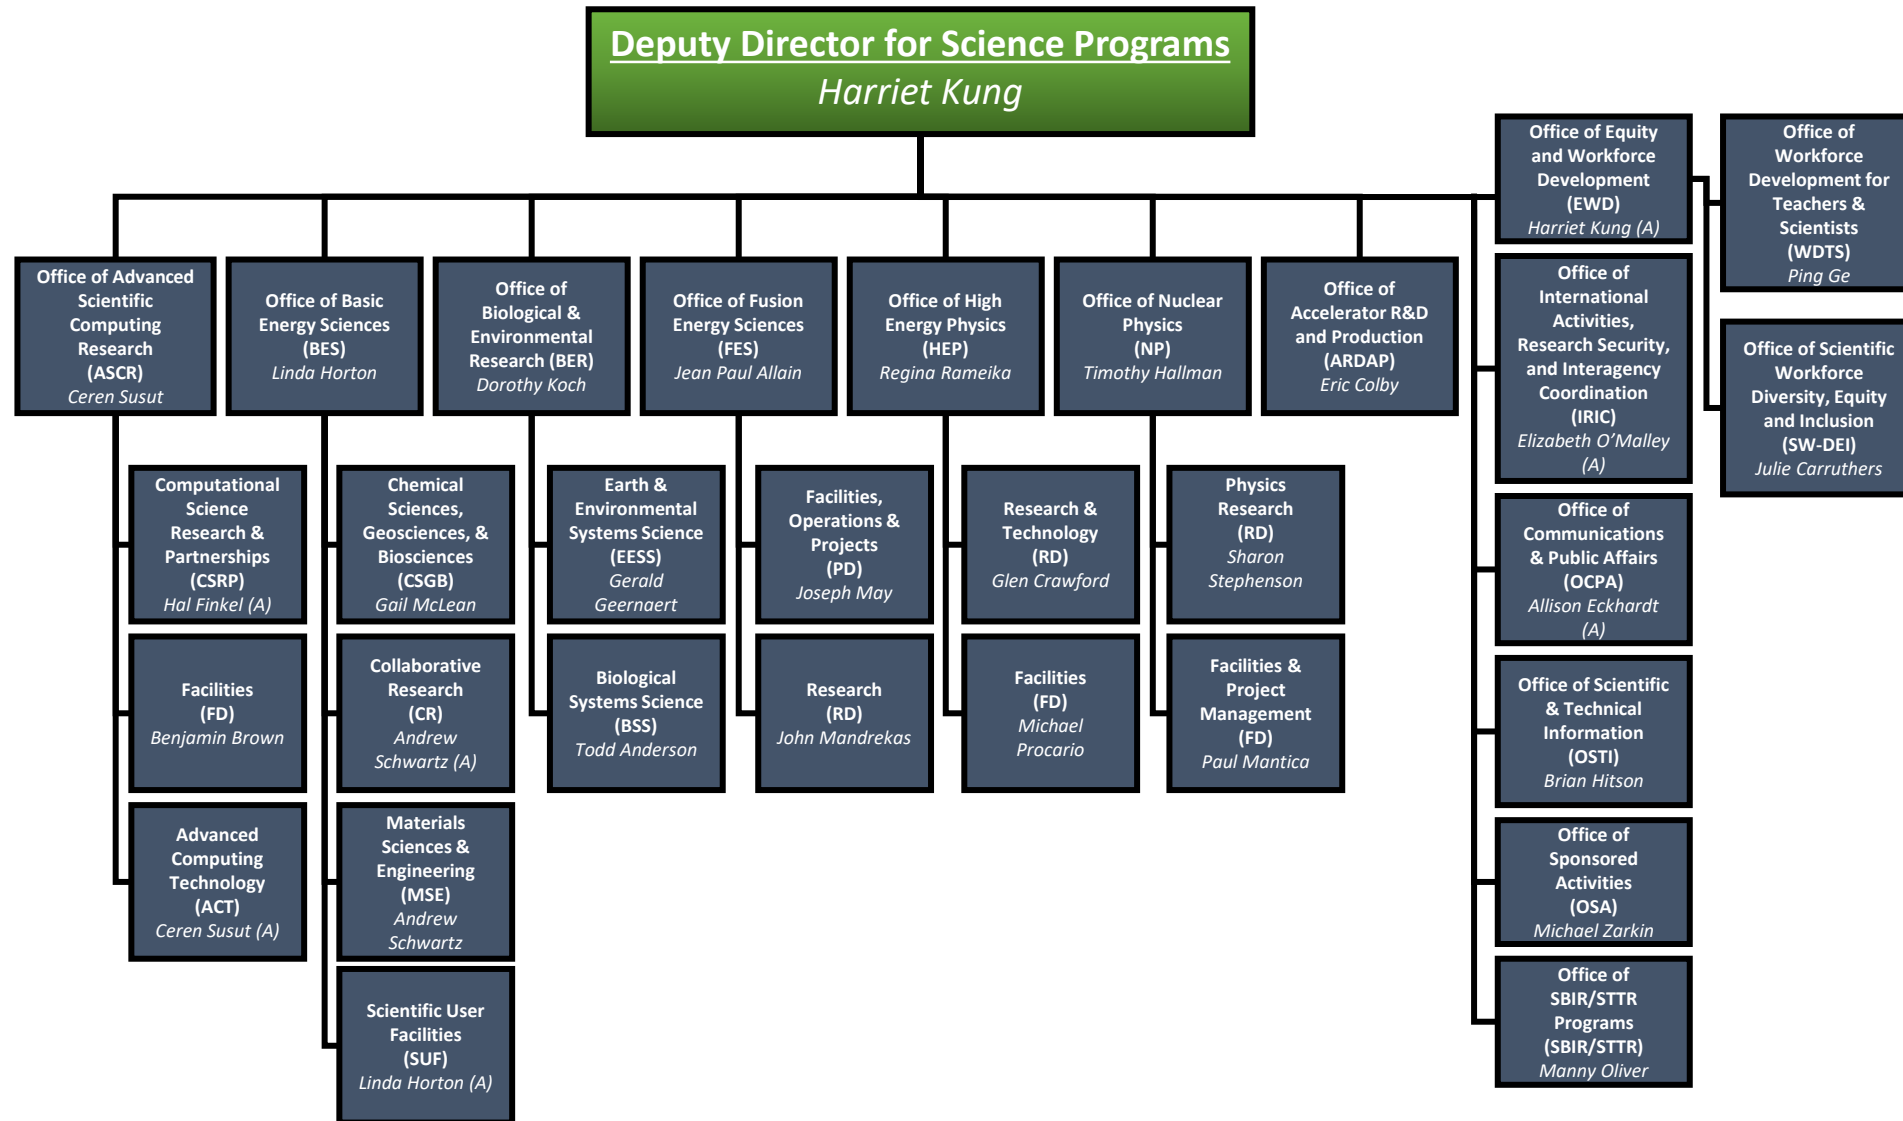 Deputy Director for Science Programs
Harriet Kung
Office of Equity
and Workforce
Development
(EWD)
Harriet Kung (A)
Office of
Workforce
Development for
Teachers &
Scientists
(WDTS)
Ping Ge
Office of Advanced
Scientific
Computing
Research
(ASCR)
Ceren Susut
Office of Basic
Energy Sciences
(BES)
Linda Horton
Office of
Biological &
Environmental
Research (BER)
Dorothy Koch
Office of Fusion
Energy Sciences
(FES)
Jean Paul Allain
Office of High
Energy Physics
(HEP)
Regina Rameika
Office of Nuclear
Physics
(NP)
Timothy Hallman
Office of
Accelerator R&D
and Production
(ARDAP)
Eric Colby
Office of
International
Activities,
Research Security,
and Interagency
Coordination
(IRIC)
Elizabeth O’Malley
(A)
Office of Scientific
Workforce
Diversity, Equity
and Inclusion
(SW-DEI)
Julie Carruthers
Computational
Science
Research &
Partnerships
(CSRP)
Hal Finkel (A)
Chemical
Sciences,
Geosciences, &
Biosciences
(CSGB)
Gail McLean
Earth &
Environmental
Systems Science
(EESS)
Gerald
Geernaert
Facilities,
Operations &
Projects
(PD)
Joseph May
Research &
Technology
(RD)
Glen Crawford
Physics
Research
(RD)
Sharon
Stephenson
Office of
Communications
& Public Affairs
(OCPA)
Allison Eckhardt
(A)
Facilities
(FD)
Benjamin Brown
Collaborative
Research
(CR)
Andrew
Schwartz (A)
Biological
Systems Science
(BSS)
Todd Anderson
Research
(RD)
John Mandrekas
Facilities
(FD)
Michael
Procario
Facilities &
Project
Management
(FD)
Paul Mantica
Office of Scientific
& Technical
Information
(OSTI)
Brian Hitson
Advanced
Computing
Technology
(ACT)
Ceren Susut (A)
Materials
Sciences &
Engineering
(MSE)
Andrew
Schwartz
Office of
Sponsored
Activities
(OSA)
Michael Zarkin
Scientific User
Facilities
(SUF)
Linda Horton (A)
Office of
SBIR/STTR
Programs
(SBIR/STTR)
Manny Oliver